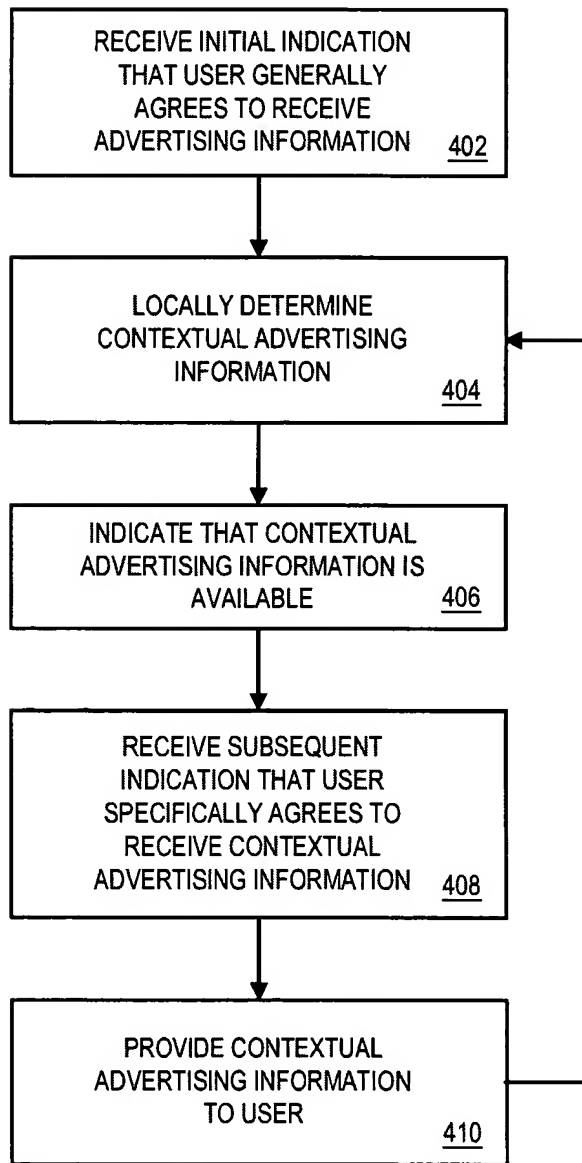 RECEIVE INITIAL INDICATION
THAT USER GENERALLY
AGREES TO RECEIVE
ADVERTISING INFORMATION
402
LOCALLY DETERMINE
CONTEXTUAL ADVERTISING
INFORMATION
404
INDICATE THAT CONTEXTUAL
ADVERTISING INFORMATION IS
AVAILABLE
406
RECEIVE SUBSEQUENT
INDICATION THAT USER
SPECIFICALLY AGREES TO
RECEIVE CONTEXTUAL
ADVERTISING INFORMATION
408
PROVIDE CONTEXTUAL
ADVERTISING INFORMATION
TO USER
410